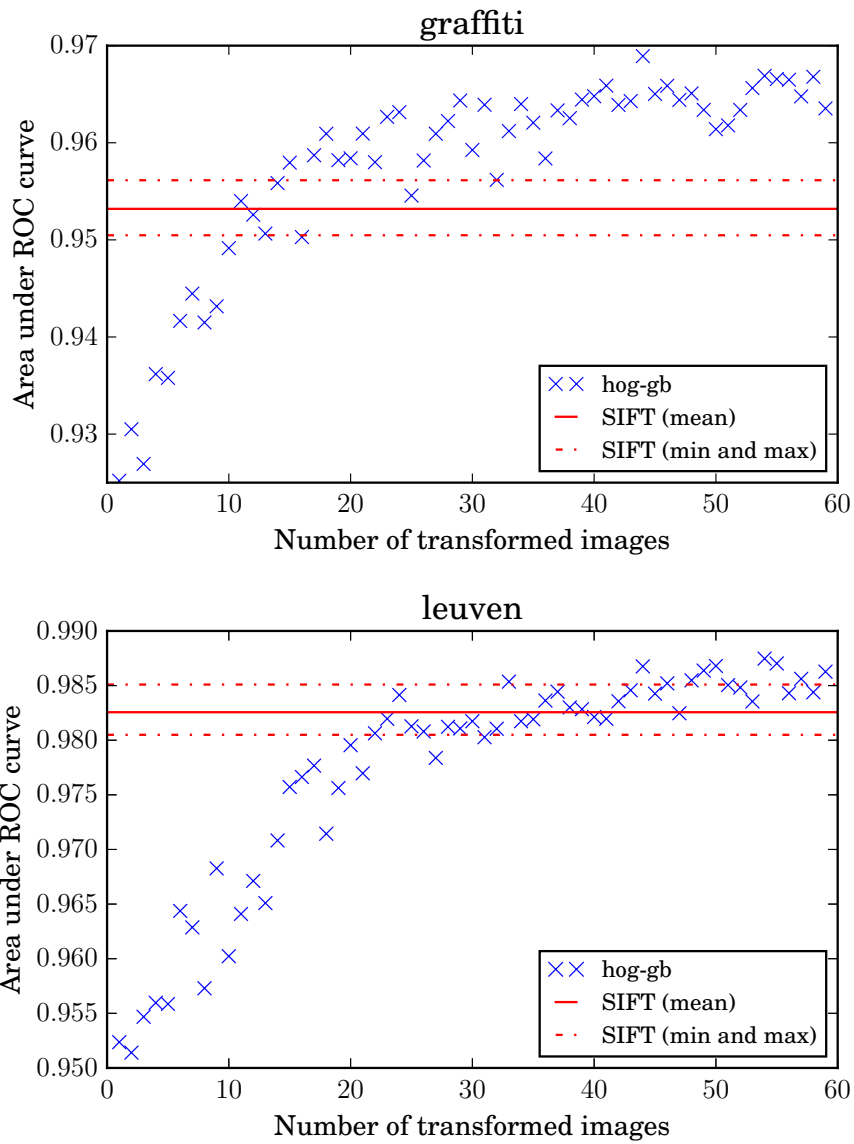 graffiti
0.97
0.96
0.95
0.94
0.93
Area under ROC curve
hog-gb
SIFT (mean)
SIFT (min and max)
0 10 20 30 40 50 60
Number of transformed images
leuven
0.990
0.985
0.980
0.975
0.970
0.965
0.960
0.955
0.950
Area under ROC curve
hog-gb
SIFT (mean)
SIFT (min and max)
0 10 20 30 40 50 60
Number of transformed images